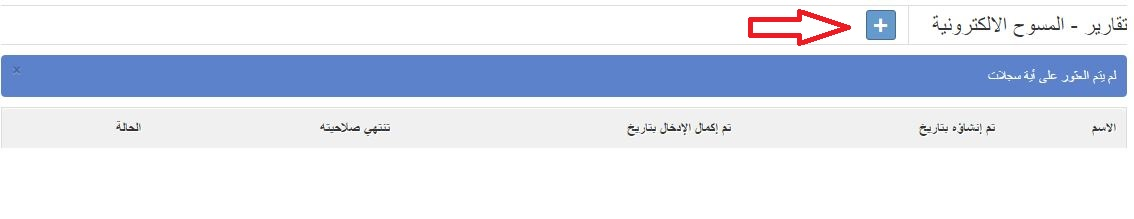 تقارير - المسوح الالكترونية +
لم يتم العثور على أية سجلات ×
الاسم تم إنشاؤه بتاريخ تم إكمال الإدخال بتاريخ تنتهي صلاحيته الحالة